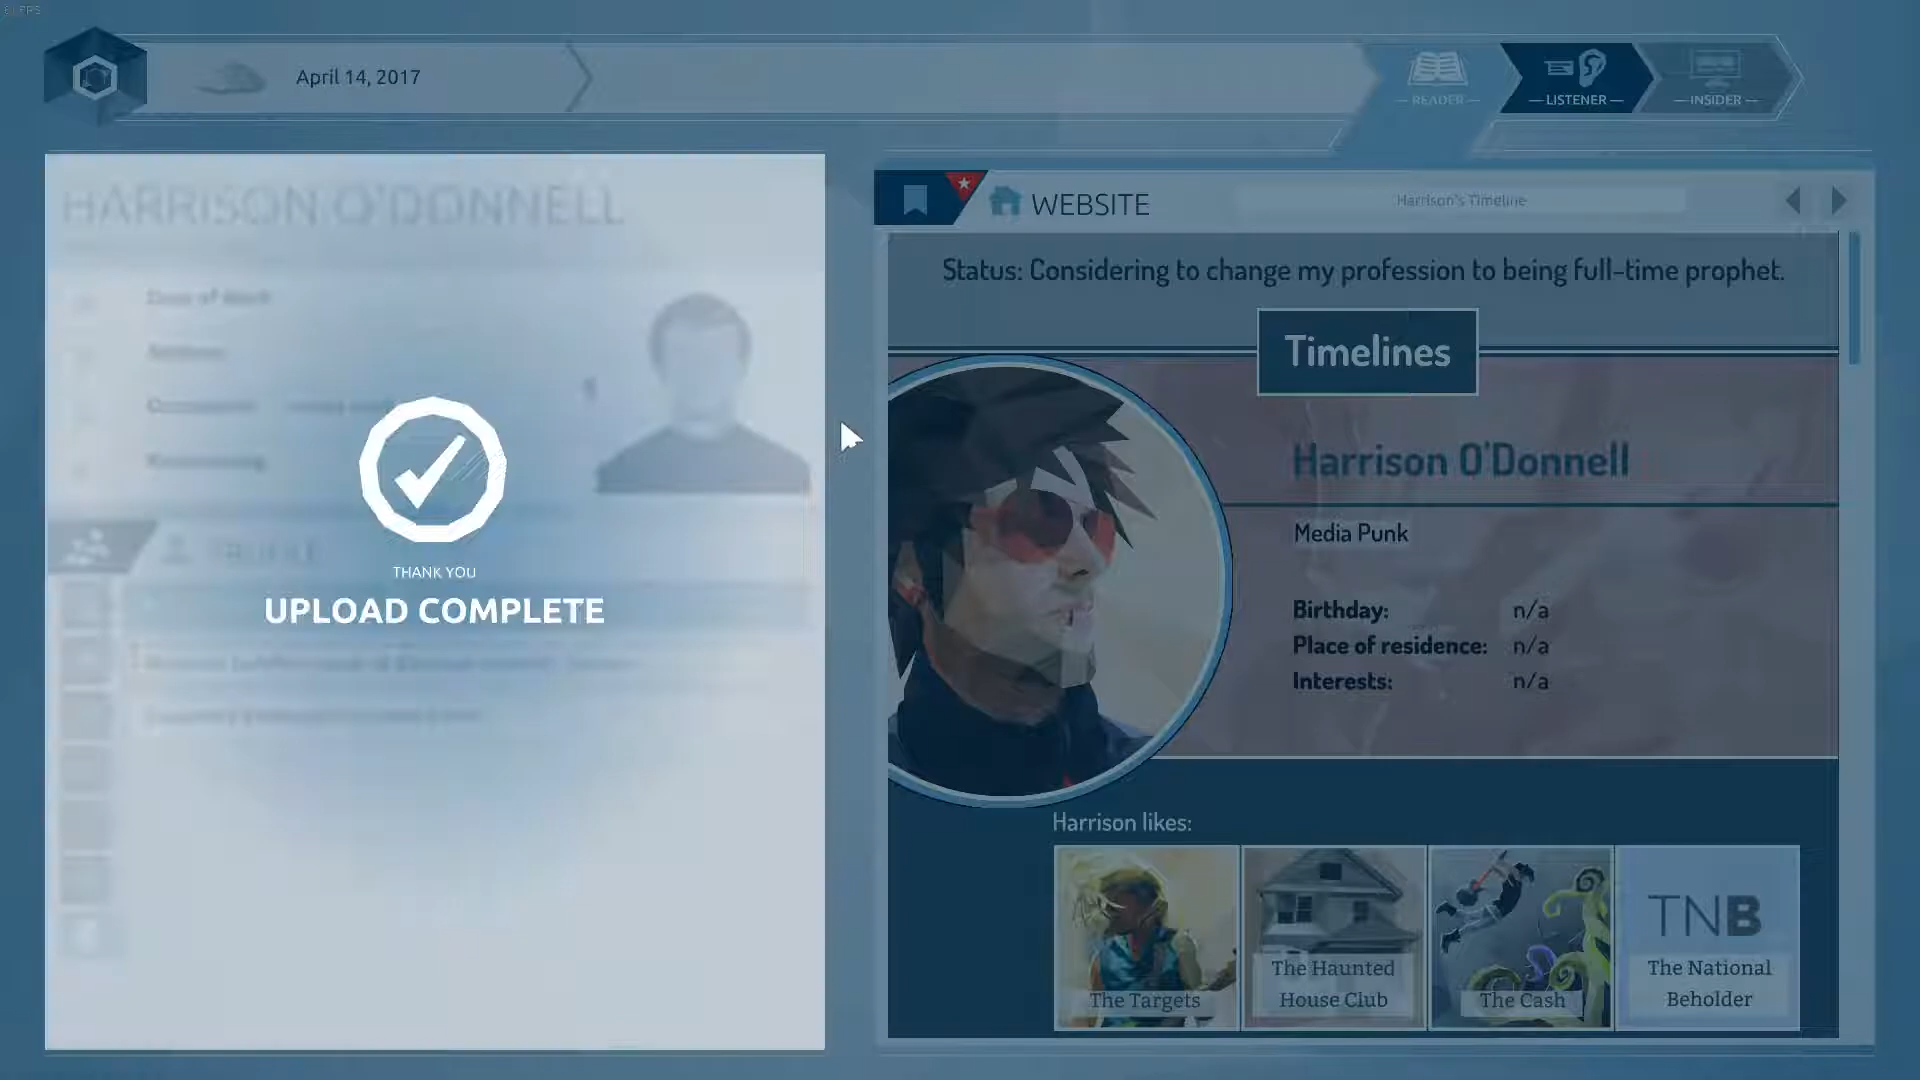 April 14, 2017
READER
LISTENER
INSIDER
HARRISON O'DONNELL
THANK YOU
UPLOAD COMPLETE
WEBSITE
Harrison's Timeline
Status: Considering to change my profession to being full-time prophet.
Timelines
Harrison O'Donnell
Media Punk
Birthday: n/a
Place of residence: n/a
Interests: n/a
Harrison likes:
The Targets
The Haunted
House Club
The Cash
TNB
The National
Beholder